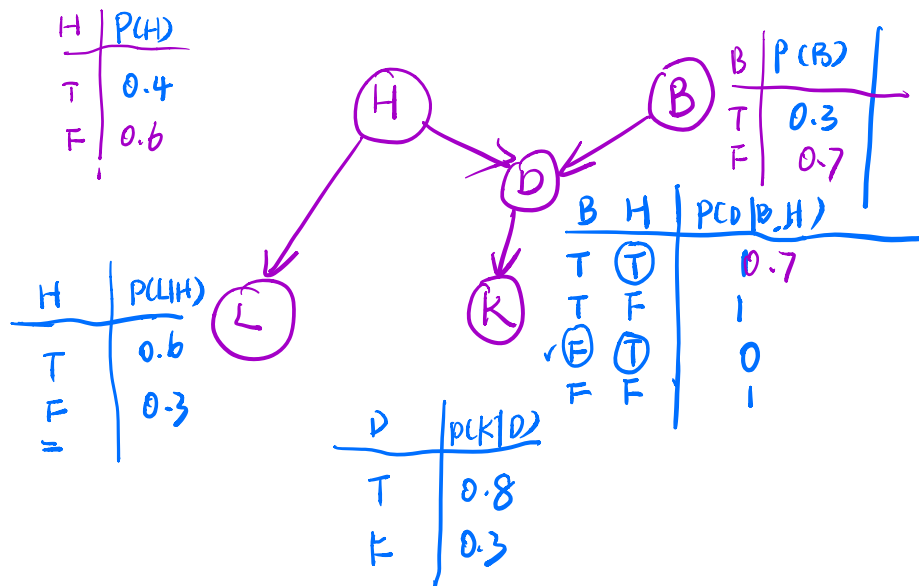 H P(H)
T 0.4
F 0.6
H
B
D
L
K
B P(B)
T 0.3
F 0.7
B H P(D|B,H)
T T 0.7
T F 1
✓ F T 0
F F 1
H P(L|H)
T 0.6
F 0.3
D P(K|D)
T 0.8
F 0.3